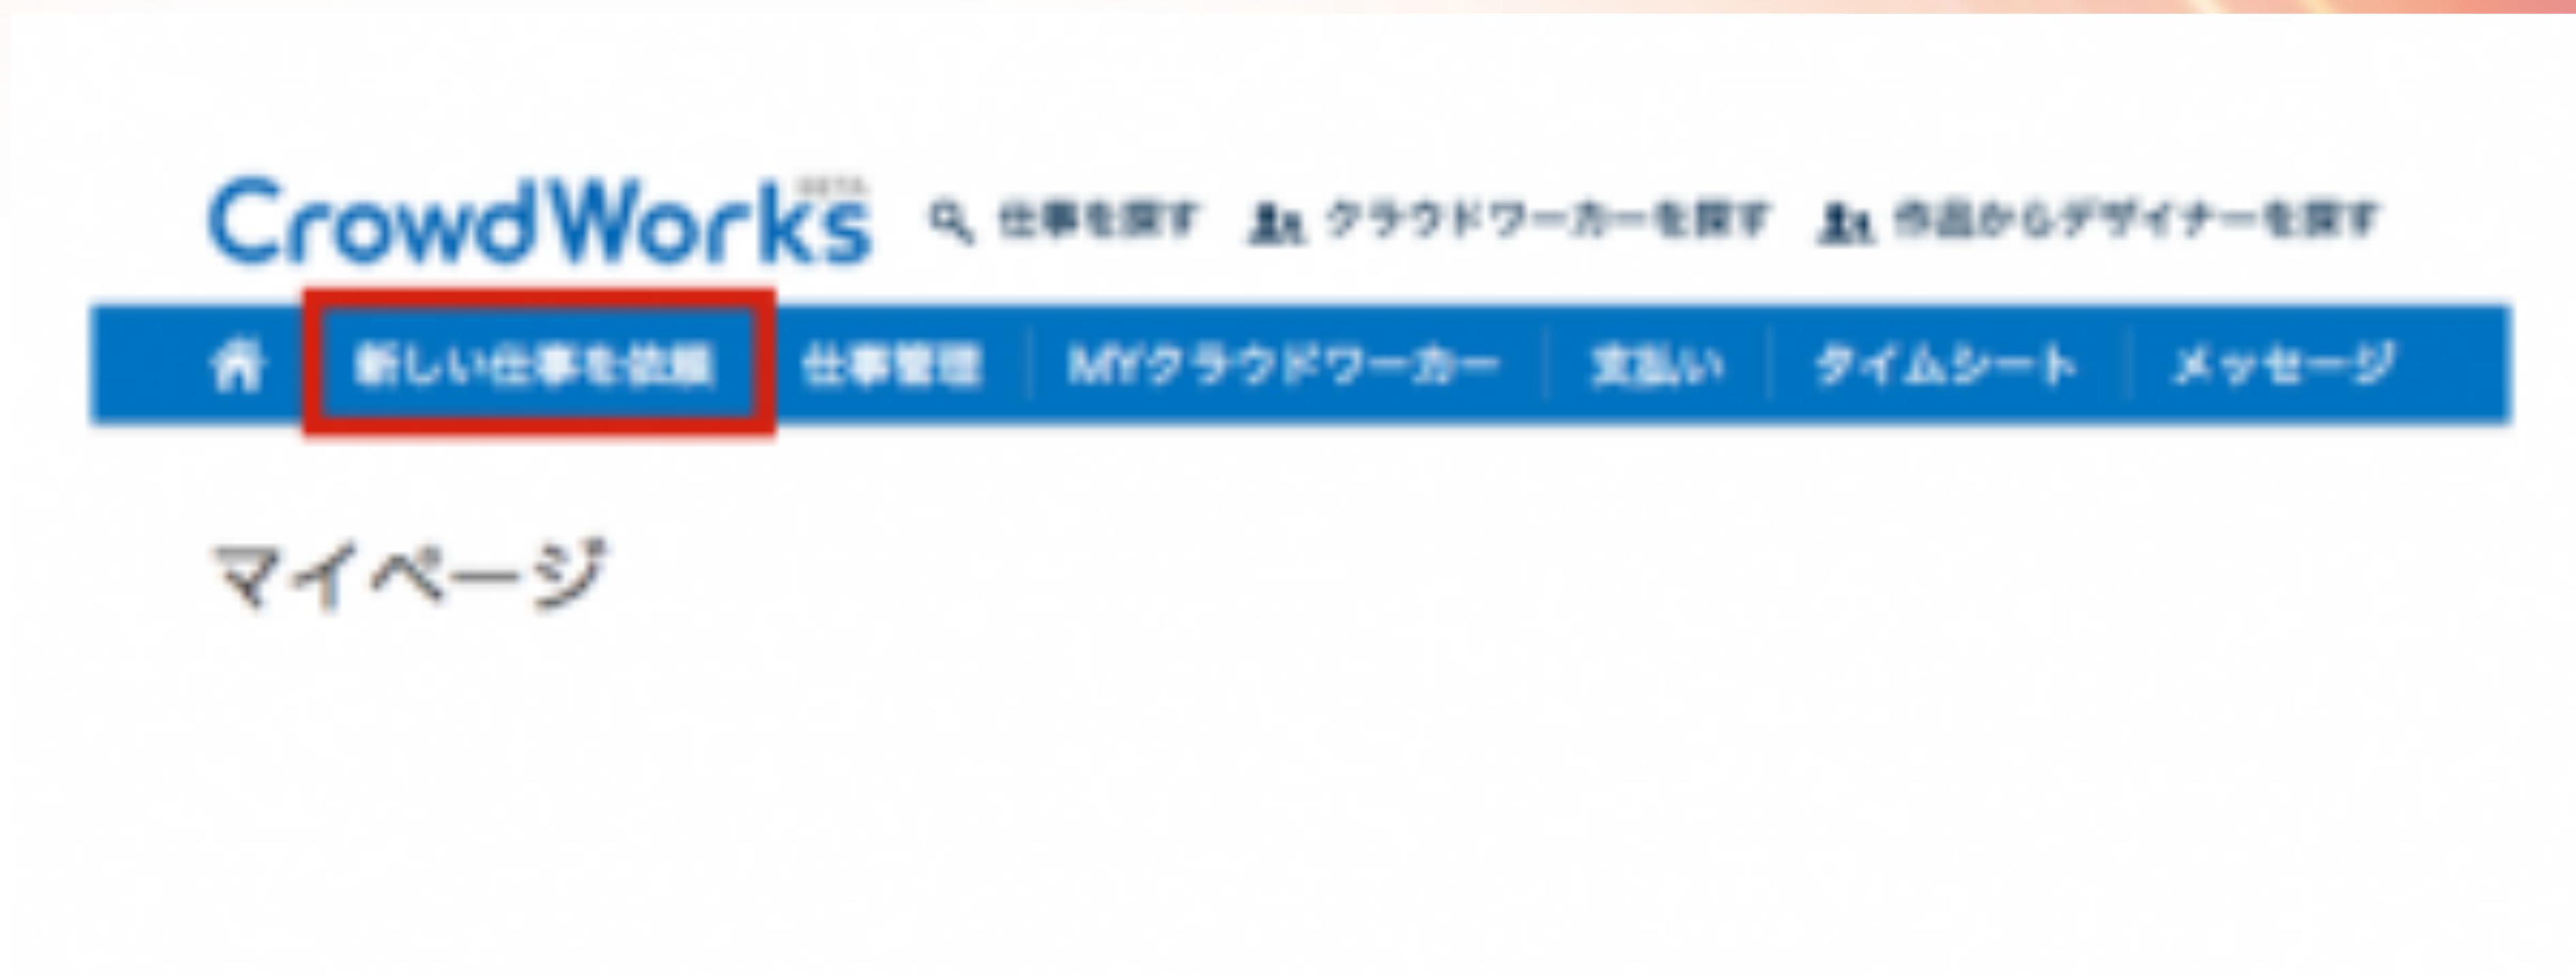 CrowdWorks BETA 仕事を探す クラウドワーカーを探す 作品からデザイナーを探す
新しい仕事を依頼 仕事管理 MYクラウドワーカー 支払い タイムシート メッセージ
マイページ